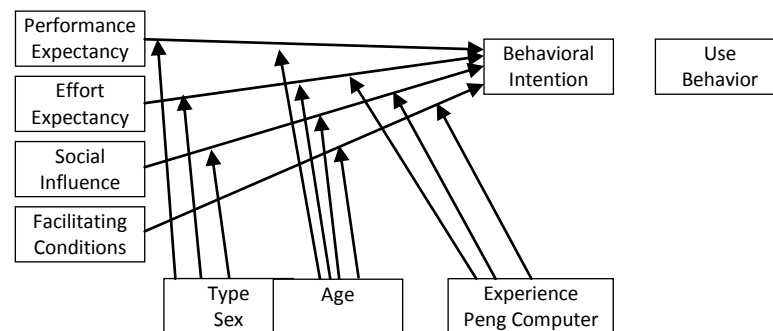 Performance
Expectancy
Effort
Expectancy
Social
Influence
Facilitating
Conditions
Behavioral
Intention
Use
Behavior
Type
Sex
Age
Experience
Peng Computer